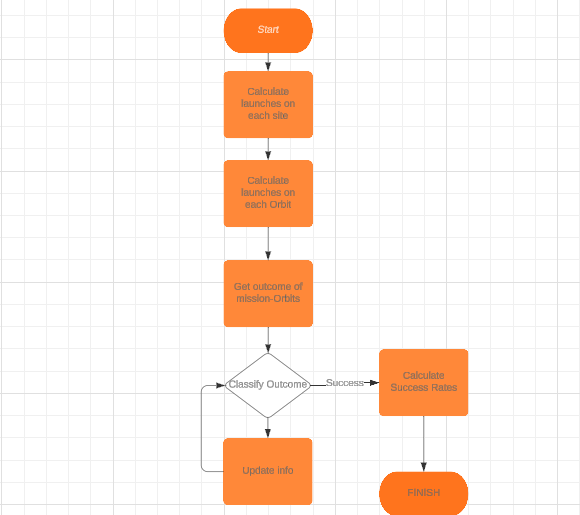 Start
Calculate
launches on
each site
Calculate
launches on
each Orbit
Get outcome of
mission-Orbits
Classify Outcome
Success
Calculate
Success Rates
Update info
FINISH